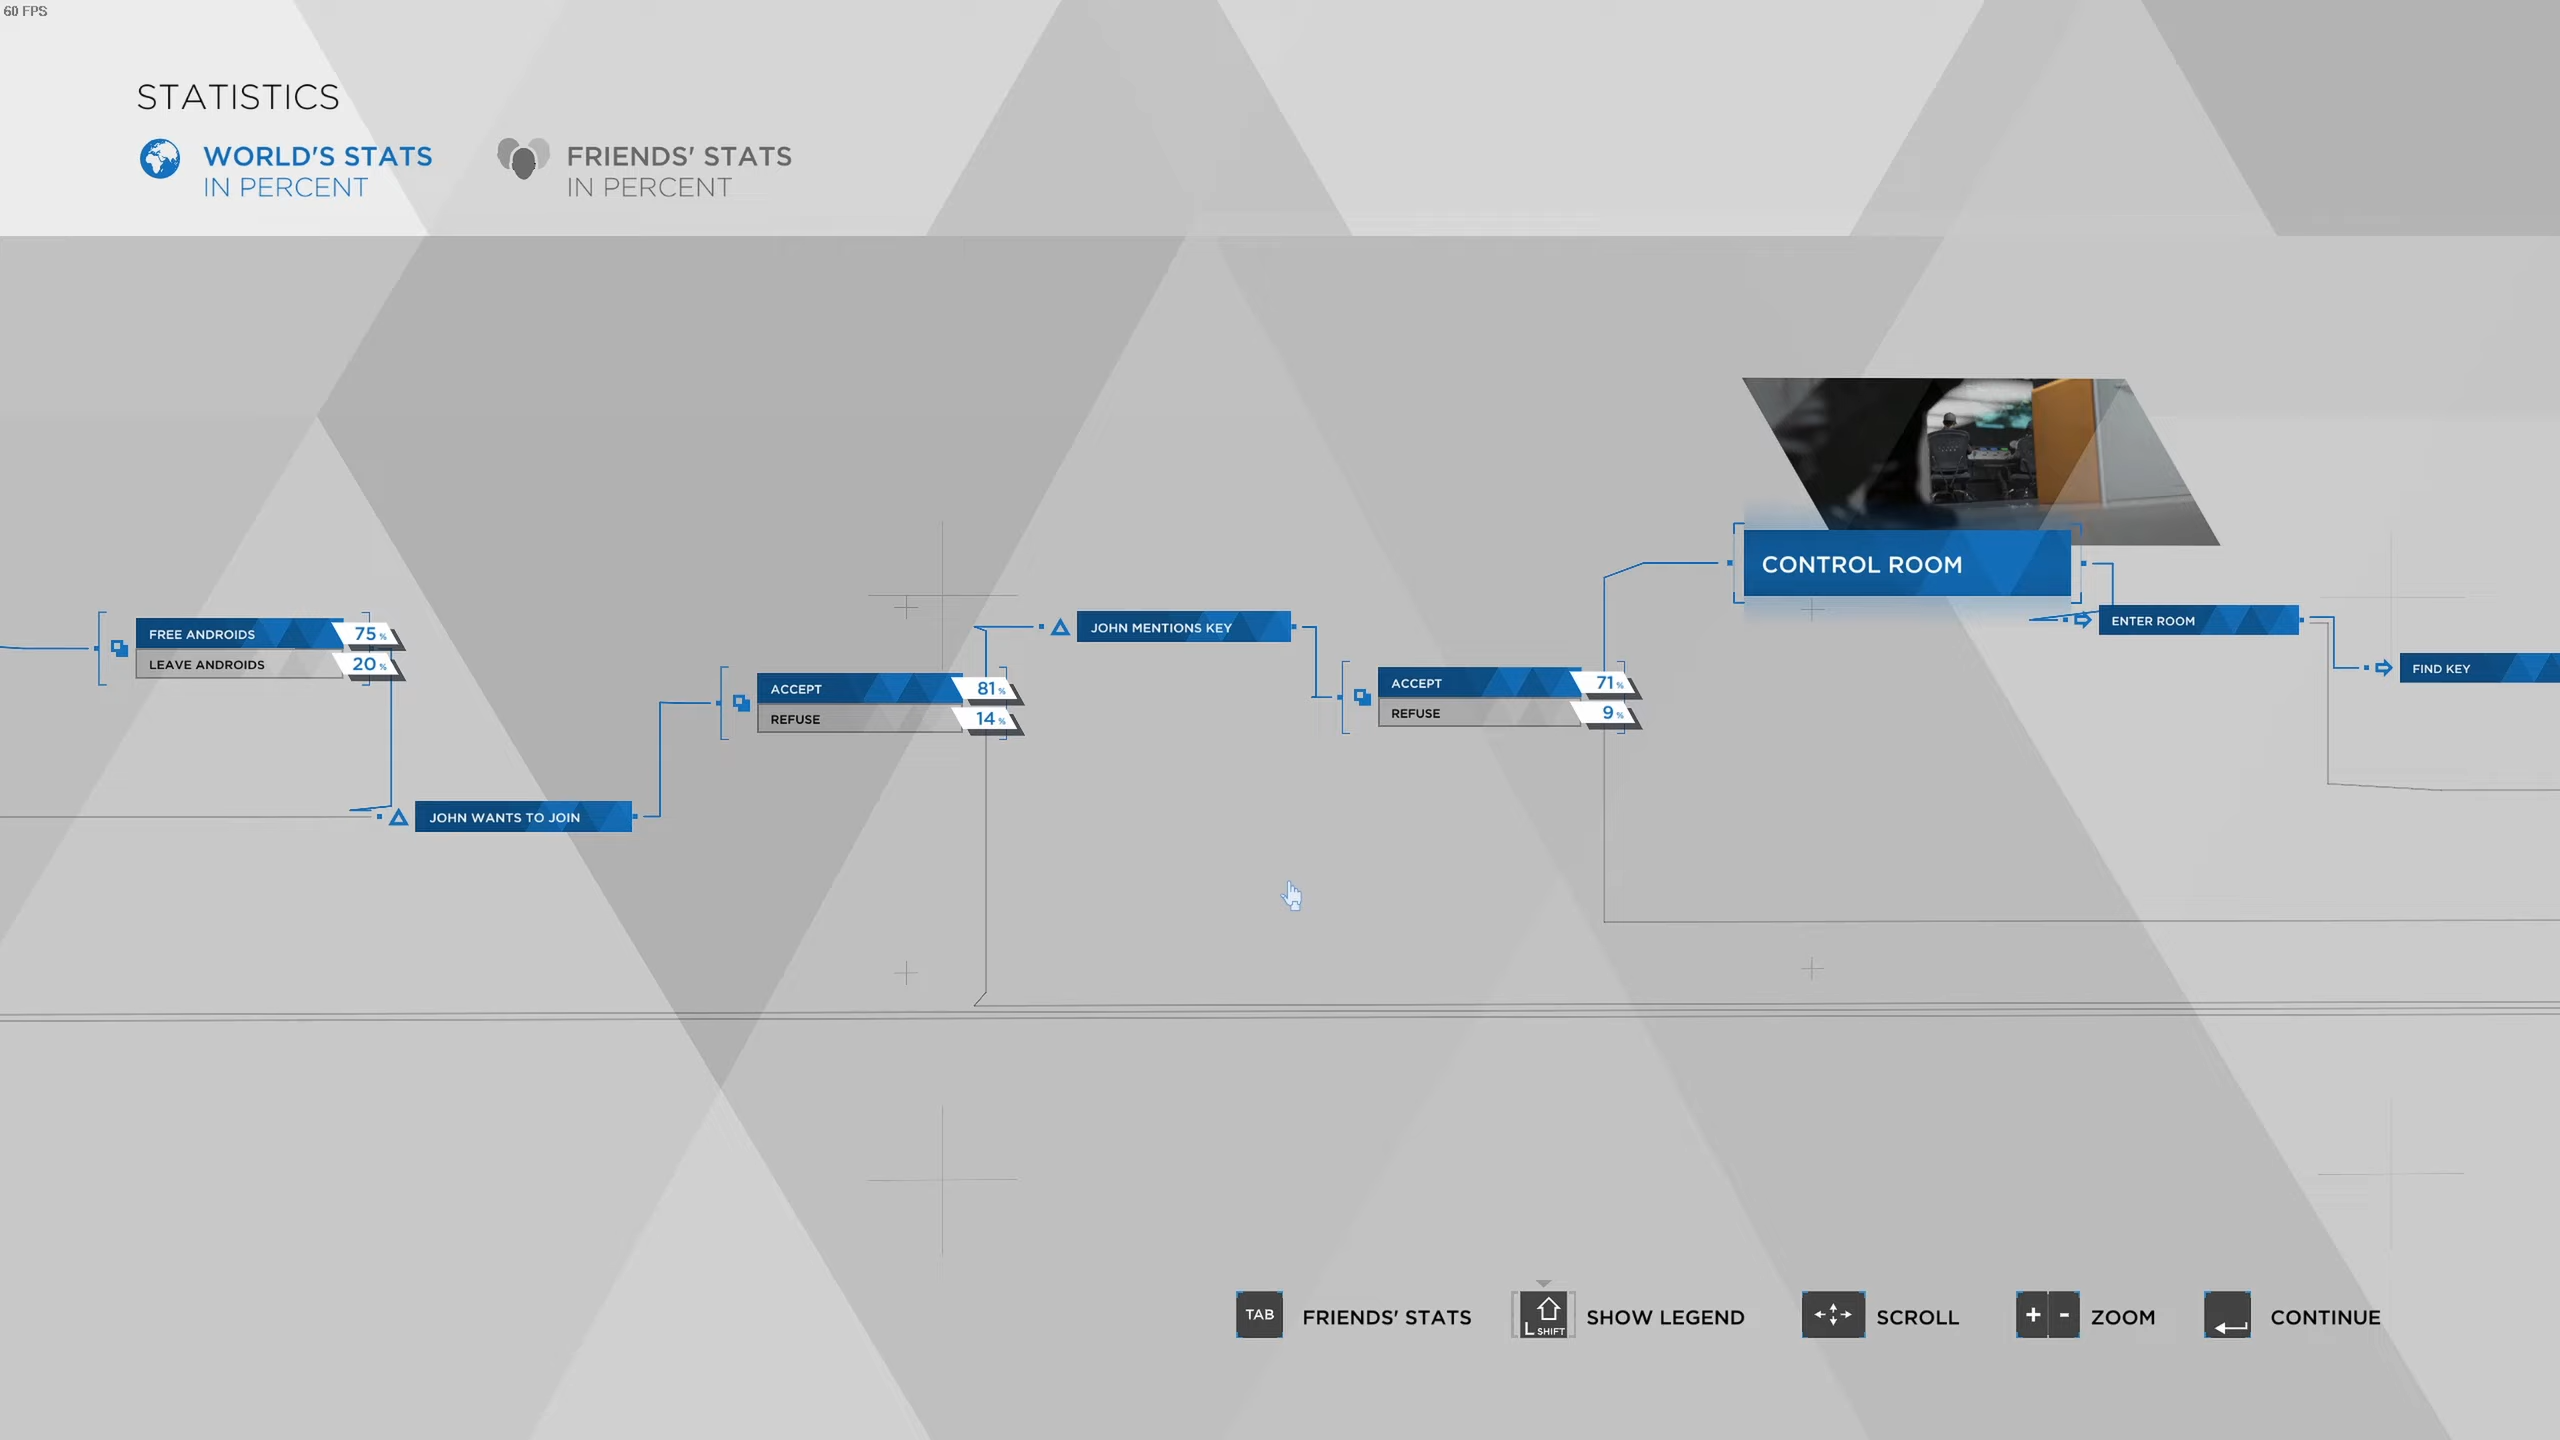 60 FPS
STATISTICS
WORLD'S STATS
IN PERCENT
FRIENDS' STATS
IN PERCENT
FREE ANDROIDS 75%
LEAVE ANDROIDS 20%
JOHN WANTS TO JOIN
ACCEPT 81%
REFUSE 14%
JOHN MENTIONS KEY
ACCEPT 71%
REFUSE 9%
CONTROL ROOM
ENTER ROOM
FIND KEY
TAB FRIENDS' STATS
L SHIFT SHOW LEGEND
SCROLL
+ - ZOOM
CONTINUE